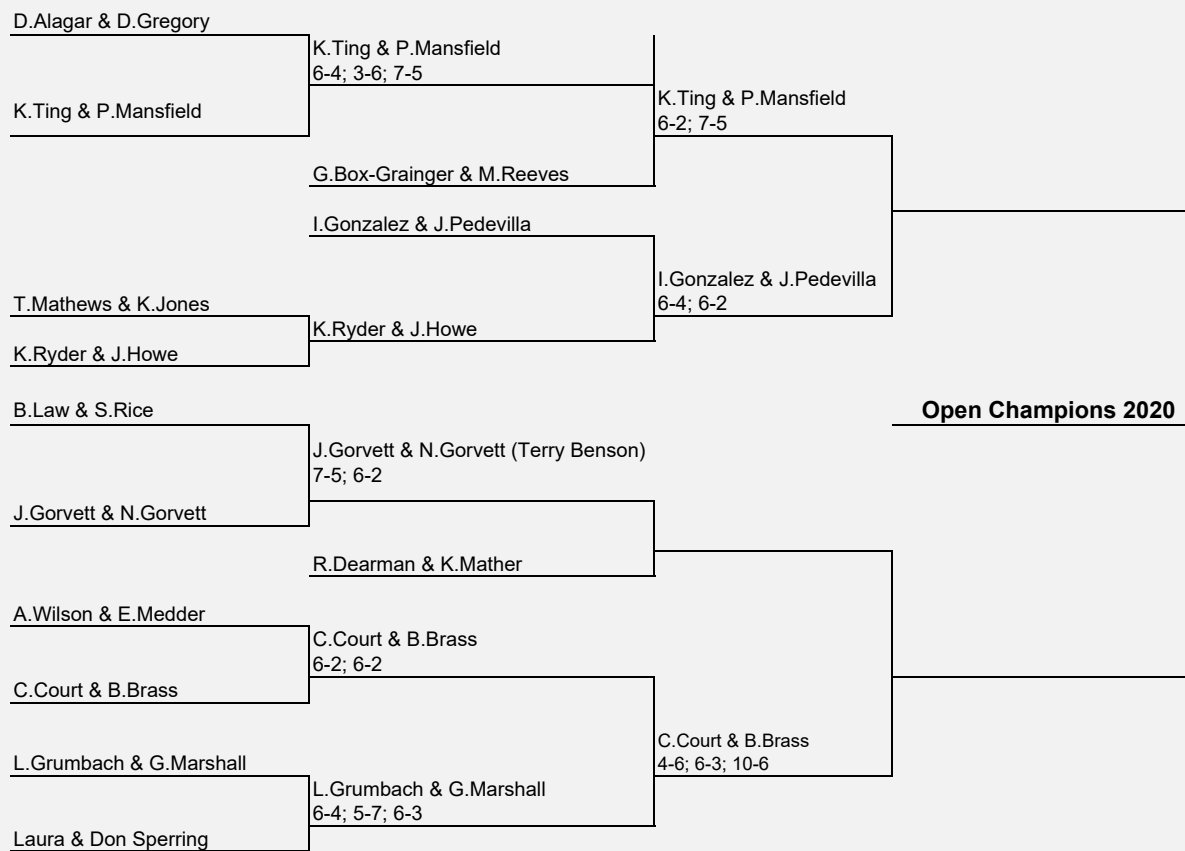 D.Alagar & D.Gregory
K.Ting & P.Mansfield
6-4; 3-6; 7-5
K.Ting & P.Mansfield
6-2; 7-5
K.Ting & P.Mansfield
G.Box-Grainger & M.Reeves
I.Gonzalez & J.Pedevilla
I.Gonzalez & J.Pedevilla
6-4; 6-2
T.Mathews & K.Jones
K.Ryder & J.Howe
K.Ryder & J.Howe
B.Law & S.Rice
Open Champions 2020
J.Gorvett & N.Gorvett (Terry Benson)
7-5; 6-2
J.Gorvett & N.Gorvett
R.Dearman & K.Mather
A.Wilson & E.Medder
C.Court & B.Brass
6-2; 6-2
C.Court & B.Brass
C.Court & B.Brass
4-6; 6-3; 10-6
L.Grumbach & G.Marshall
L.Grumbach & G.Marshall
6-4; 5-7; 6-3
Laura & Don Sperring